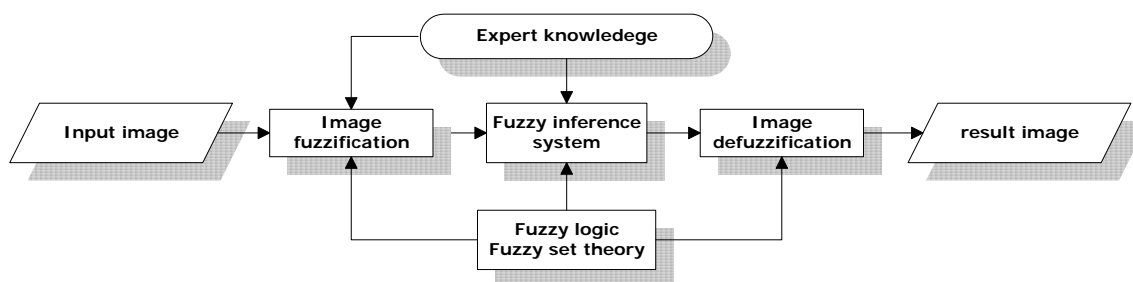 Expert knowledege
Input image
Image
fuzzification
Fuzzy inference
system
Image
defuzzification
result image
Fuzzy logic
Fuzzy set theory